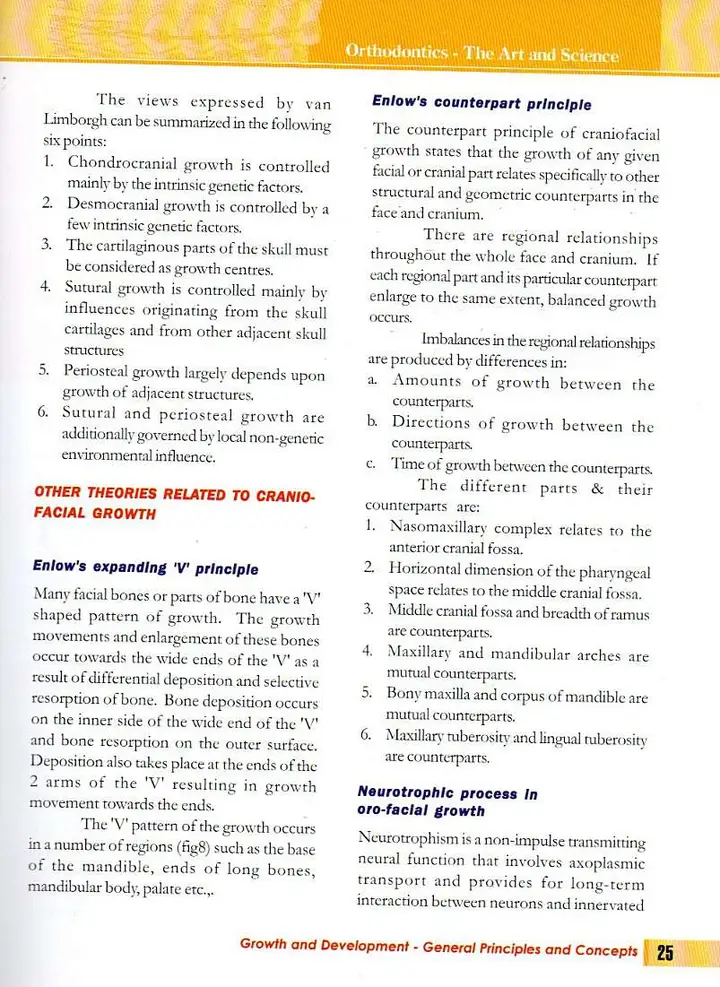 Orthodontics - The Art and Science
The views expressed by van
Limborgh can be summarized in the following
six points:
1. Chondrocranial growth is controlled
mainly by the intrinsic genetic factors.
2. Desmocranial growth is controlled by a
few intrinsic genetic factors.
3. The cartilaginous parts of the skull must
be considered as growth centres.
4. Sutural growth is controlled mainly by
influences originating from the skull
cartilages and from other adjacent skull
structures
5. Periosteal growth largely depends upon
growth of adjacent structures.
6. Sutural and periosteal growth are
additionally governed by local non-genetic
environmental influence.
OTHER THEORIES RELATED TO CRANIO-
FACIAL GROWTH
Enlow's expanding 'V' principle
Many facial bones or parts of bone have a 'V'
shaped pattern of growth. The growth
movements and enlargement of these bones
occur towards the wide ends of the 'V' as a
result of differential deposition and selective
resorption of bone. Bone deposition occurs
on the inner side of the wide end of the 'V'
and bone resorption on the outer surface.
Deposition also takes place at the ends of the
2 arms of the 'V' resulting in growth
movement towards the ends.
The 'V' pattern of the growth occurs
in a number of regions (fig8) such as the base
of the mandible, ends of long bones,
mandibular body, palate etc.,.
Enlow's counterpart principle
The counterpart principle of craniofacial
growth states that the growth of any given
facial or cranial part relates specifically to other
structural and geometric counterparts in the
face and cranium.
There are regional relationships
throughout the whole face and cranium. If
each regional part and its particular counterpart
enlarge to the same extent, balanced growth
occurs.
Imbalances in the regional relationships
are produced by differences in:
a. Amounts of growth between the
counterparts.
b. Directions of growth between the
counterparts.
c. Time of growth between the counterparts.
The different parts & their
counterparts are:
1. Nasomaxillary complex relates to the
anterior cranial fossa.
2. Horizontal dimension of the pharyngeal
space relates to the middle cranial fossa.
3. Middle cranial fossa and breadth of ramus
are counterparts.
4. Maxillary and mandibular arches are
mutual counterparts.
5. Bony maxilla and corpus of mandible are
mutual counterparts.
6. Maxillary tuberosity and lingual tuberosity
are counterparts.
Neurotrophic process in
oro-facial growth
Neurotrophism is a non-impulse transmitting
neural function that involves axoplasmic
transport and provides for long-term
interaction between neurons and innervated
Growth and Development - General Principles and Concepts 25